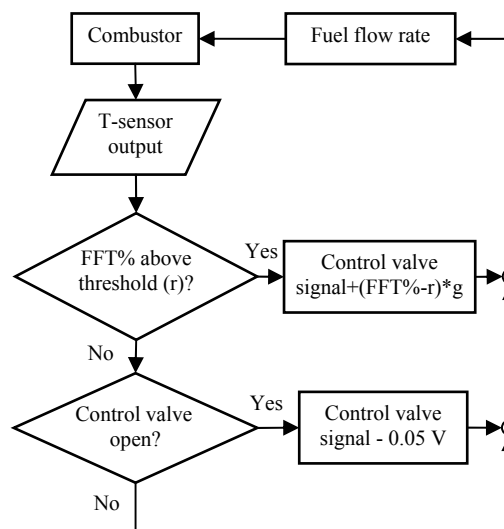 Combustor
Fuel flow rate
T-sensor
output
FFT% above
threshold (r)?
Yes
Control valve
signal+(FFT%-r)*g
No
Control valve
open?
Yes
Control valve
signal - 0.05 V
No